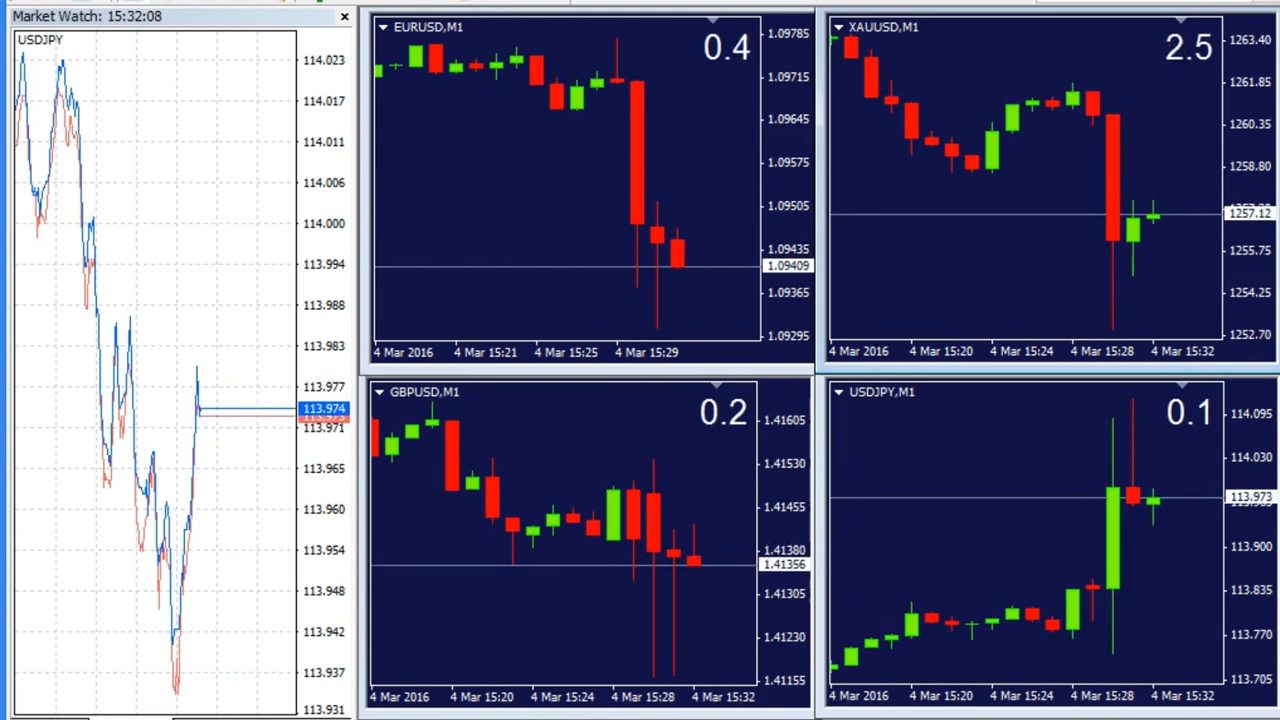 Market Watch: 15:32:08
USDJPY
114.023
114.017
114.011
114.006
114.000
113.994
113.988
113.983
113.977
113.974
113.971
113.965
113.960
113.954
113.948
113.942
113.937
113.931
EURUSD,M1
0.4
1.09785
1.09715
1.09645
1.09575
1.09505
1.09435
1.09409
1.09365
1.09295
4 Mar 2016
4 Mar 15:21
4 Mar 15:25
4 Mar 15:29
XAUUSD,M1
2.5
1263.40
1261.85
1260.35
1258.80
1257.12
1255.75
1254.25
1252.70
4 Mar 2016
4 Mar 15:20
4 Mar 15:24
4 Mar 15:28
4 Mar 15:32
GBPUSD,M1
0.2
1.41605
1.41530
1.41455
1.41380
1.41356
1.41305
1.41230
1.41155
4 Mar 2016
4 Mar 15:20
4 Mar 15:24
4 Mar 15:28
4 Mar 15:32
USDJPY,M1
0.1
114.095
114.030
113.973
113.900
113.835
113.770
113.705
4 Mar 2016
4 Mar 15:20
4 Mar 15:24
4 Mar 15:28
4 Mar 15:32